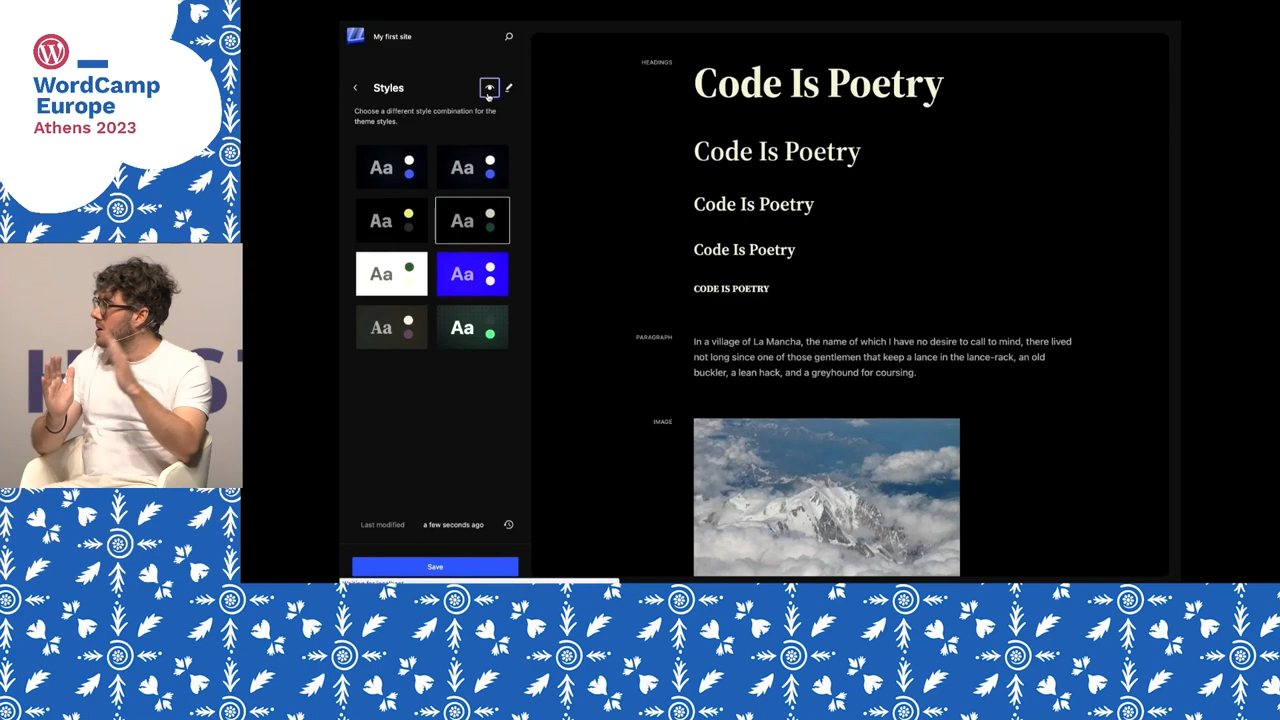 WordCamp
Europe
Athens 2023
My first site
Styles
Choose a different style combination for the
theme styles.
Aa
Aa
Aa
Aa
Aa
Aa
Aa
Aa
Last modified
a few seconds ago
Save
HEADINGS
Code Is Poetry
Code Is Poetry
Code Is Poetry
Code Is Poetry
CODE IS POETRY
PARAGRAPH
In a village of La Mancha, the name of which I have no desire to call to mind, there lived
not long since one of those gentlemen that keep a lance in the lance-rack, an old
buckler, a lean hack, and a greyhound for coursing.
IMAGE